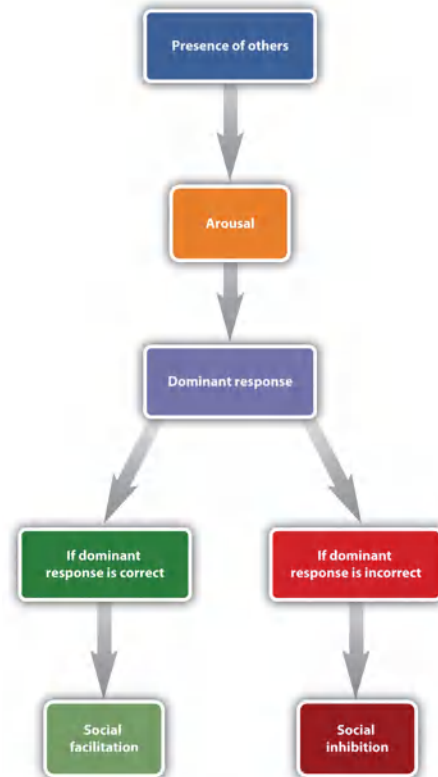 Presence of others
Arousal
Dominant response
If dominant
response is correct
If dominant
response is incorrect
Social
facilitation
Social
inhibition